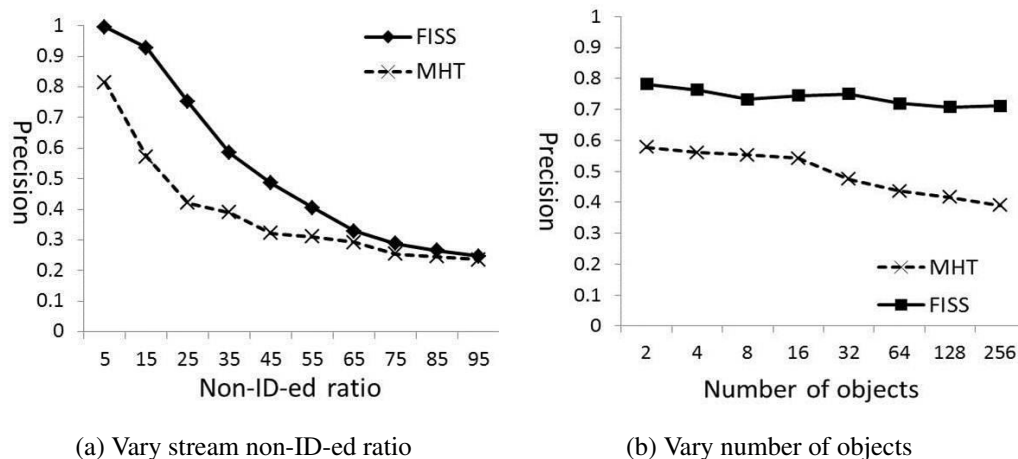 1
0.9
0.8
0.7
0.6
0.5
0.4
0.3
0.2
0.1
0
Precision
FISS
MHT
5 15 25 35 45 55 65 75 85 95
Non-ID-ed ratio
(a) Vary stream non-ID-ed ratio
1
0.9
0.8
0.7
0.6
0.5
0.4
0.3
0.2
0.1
0
Precision
MHT
FISS
2 4 8 16 32 64 128 256
Number of objects
(b) Vary number of objects